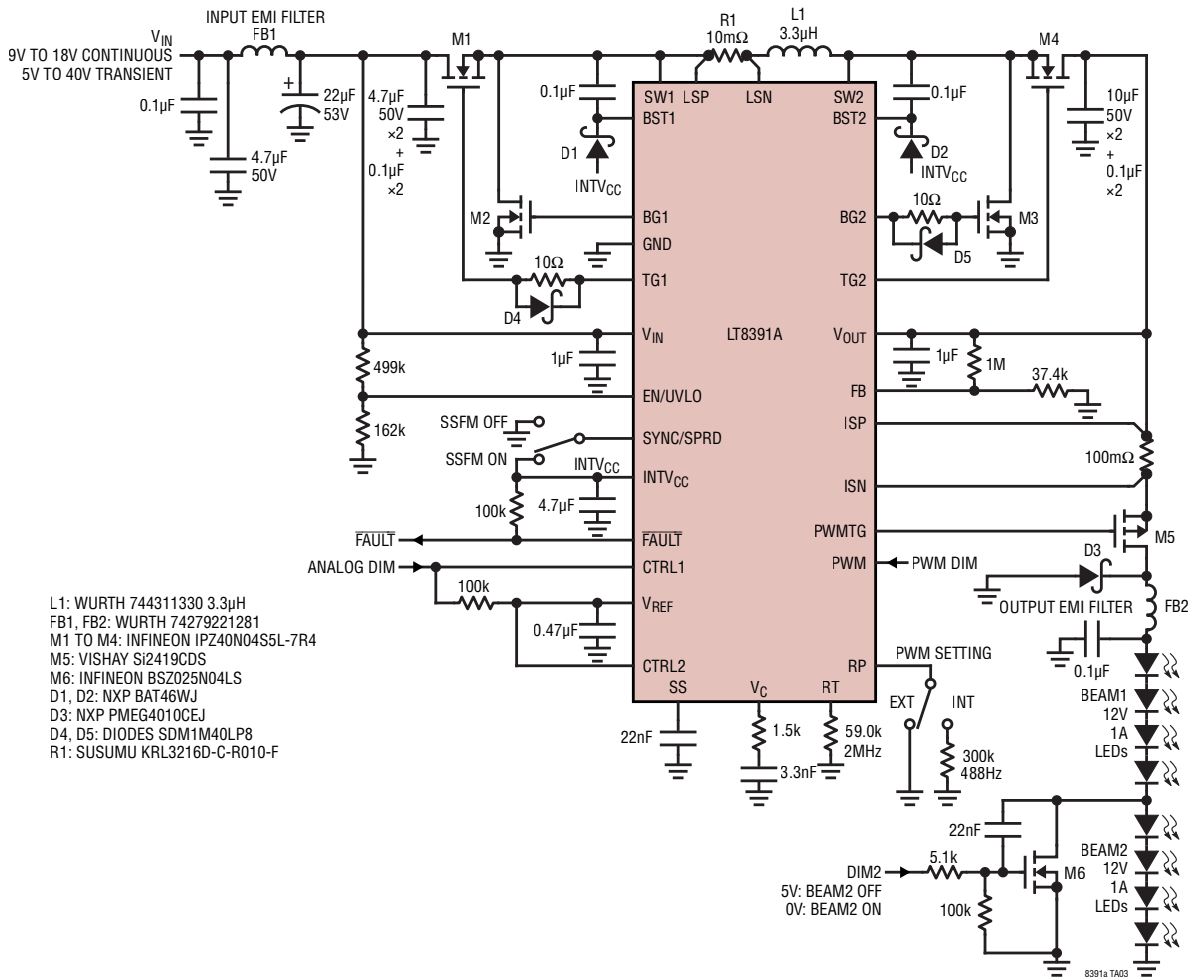 INPUT EMI FILTER
VIN
9V TO 18V CONTINUOUS
5V TO 40V TRANSIENT
FB1
0.1µF
4.7µF
50V
+
22µF
53V
4.7µF
50V
×2
+
0.1µF
×2
M1
M2
0.1µF
D1
INTVCC
R1
10mΩ
L1
3.3µH
SW1
LSP
LSN
SW2
BST1
BST2
0.1µF
D2
INTVCC
M4
10µF
50V
×2
+
0.1µF
×2
BG1
BG2
10Ω
D5
M3
GND
10Ω
D4
TG1
TG2
VIN
LT8391A
VOUT
1µF
1µF
1M
499k
37.4k
FB
EN/UVLO
162k
ISP
SSFM OFF
SYNC/SPRD
SSFM ON
100mΩ
INTVCC
INTVCC
ISN
100k
4.7µF
PWMTG
M5
FAULT
FAULT
D3
ANALOG DIM
CTRL1
PWM
PWM DIM
100k
VREF
OUTPUT EMI FILTER
FB2
0.47µF
0.1µF
CTRL2
RP
PWM SETTING
SS
VC
RT
EXT
INT
22nF
1.5k
3.3nF
59.0k
2MHz
300k
488Hz
BEAM1
12V
1A
LEDs
L1: WURTH 744311330 3.3µH
FB1, FB2: WURTH 74279221281
M1 TO M4: INFINEON IPZ40N04S5L-7R4
M5: VISHAY Si2419CDS
M6: INFINEON BSZ025N04LS
D1, D2: NXP BAT46WJ
D3: NXP PMEG4010CEJ
D4, D5: DIODES SDM1M40LP8
R1: SUSUMU KRL3216D-C-R010-F
22nF
DIM2
5V: BEAM2 OFF
0V: BEAM2 ON
5.1k
100k
M6
BEAM2
12V
1A
LEDs
8391a TA03